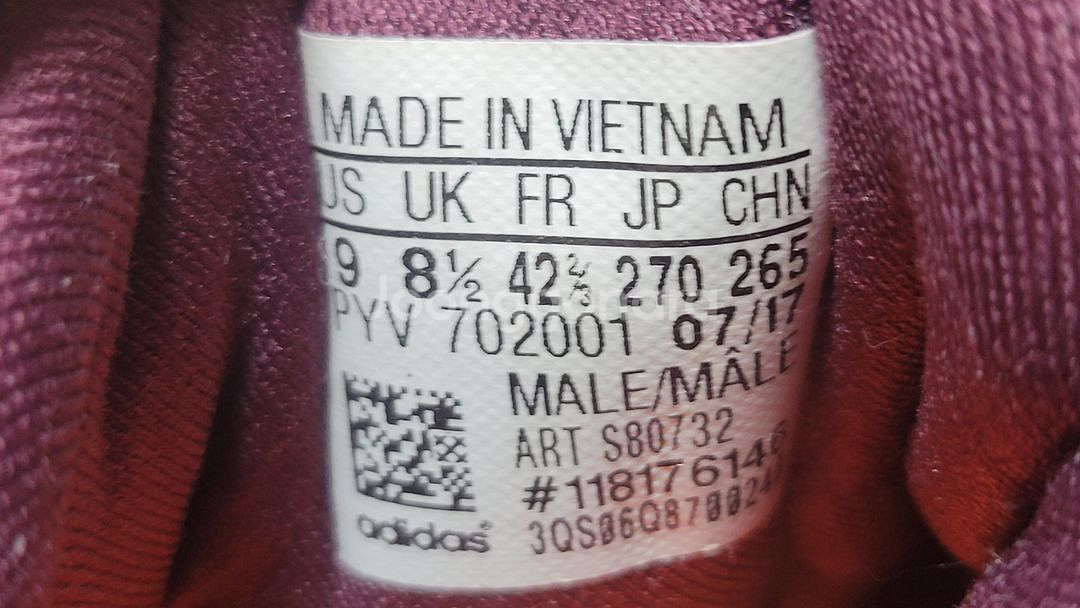 MADE IN VIETNAM
US UK FR JP CHN
9 8½ 42⅔ 270 265
PYV 702001 07/17
MALE/MÂLE
ART S80732
#11817614
adidas
3QS06Q870024